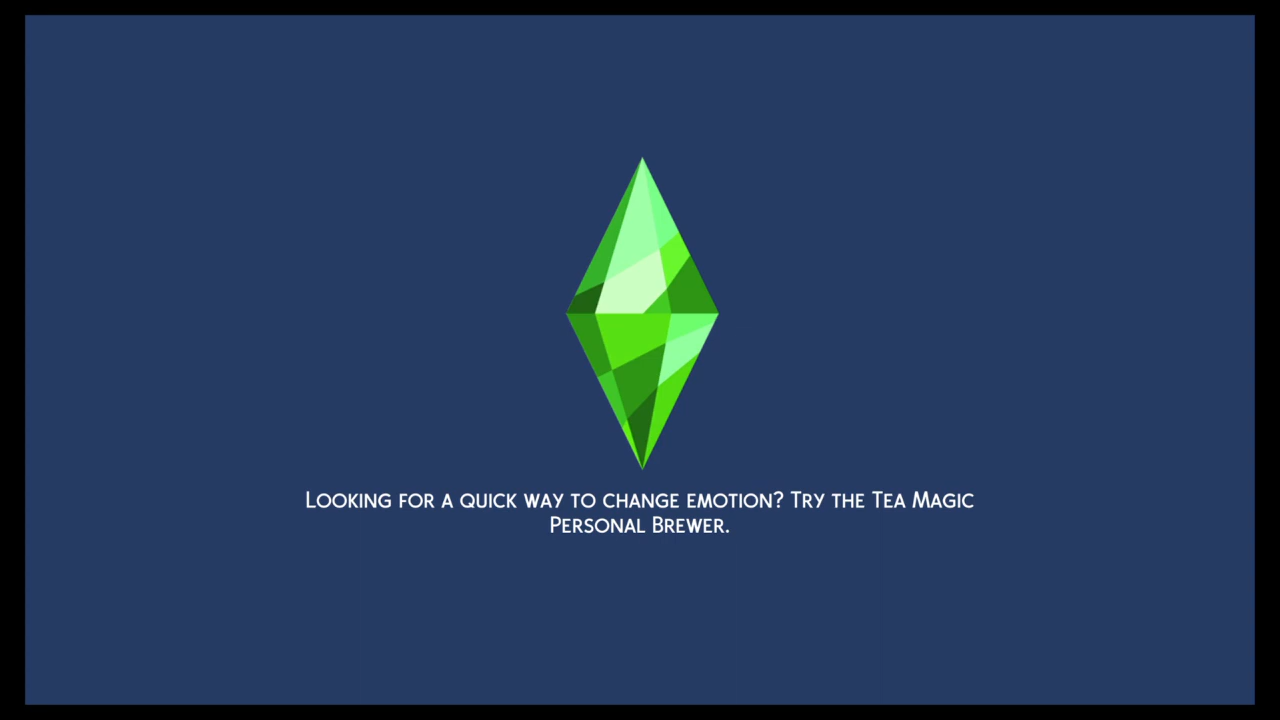 Looking for a quick way to change emotion? Try the Tea Magic
Personal Brewer.